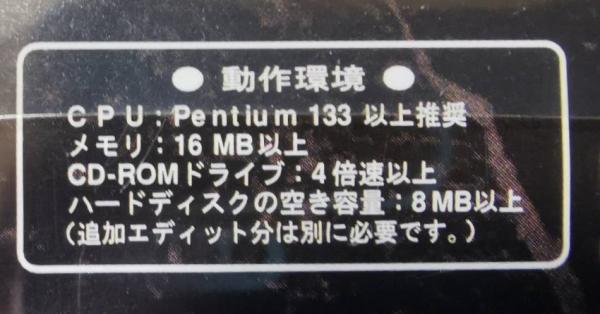 ● 動作環境 ●
CPU:Pentium 133 以上推奨
メモリ:16 MB以上
CD-ROMドライブ:4倍速以上
ハードディスクの空き容量:8MB以上
(追加エディット分は別に必要です。)